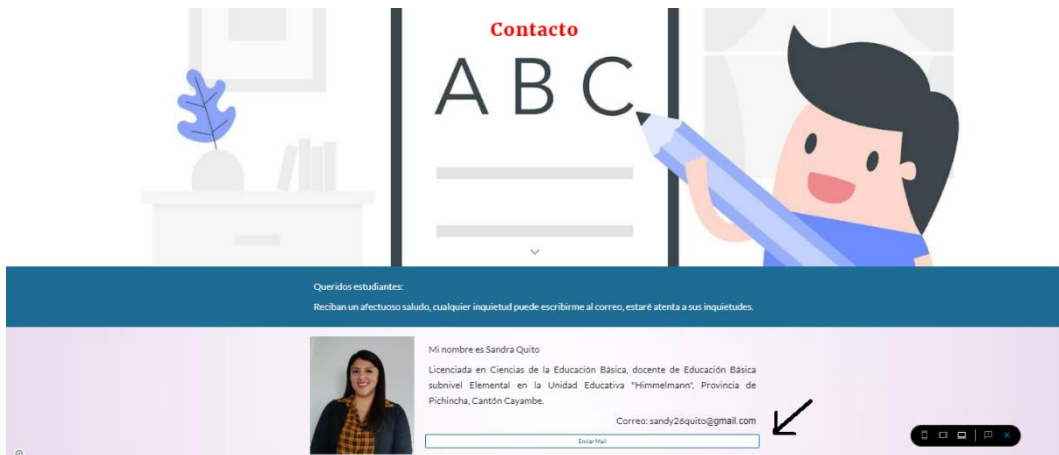 Contacto
A B C
Queridos estudiantes:
Reciban un afectuoso saludo, cualquier inquietud puede escribirme al correo, estaré atenta a sus inquietudes.
Mi nombre es Sandra Quito
Licenciada en Ciencias de la Educación Básica, docente de Educación Básica
subnivel Elemental en la Unidad Educativa "Himmelmann", Provincia de
Pichincha, Cantón Cayambe.
Correo: sandy26quito@gmail.com
Enviar Mail